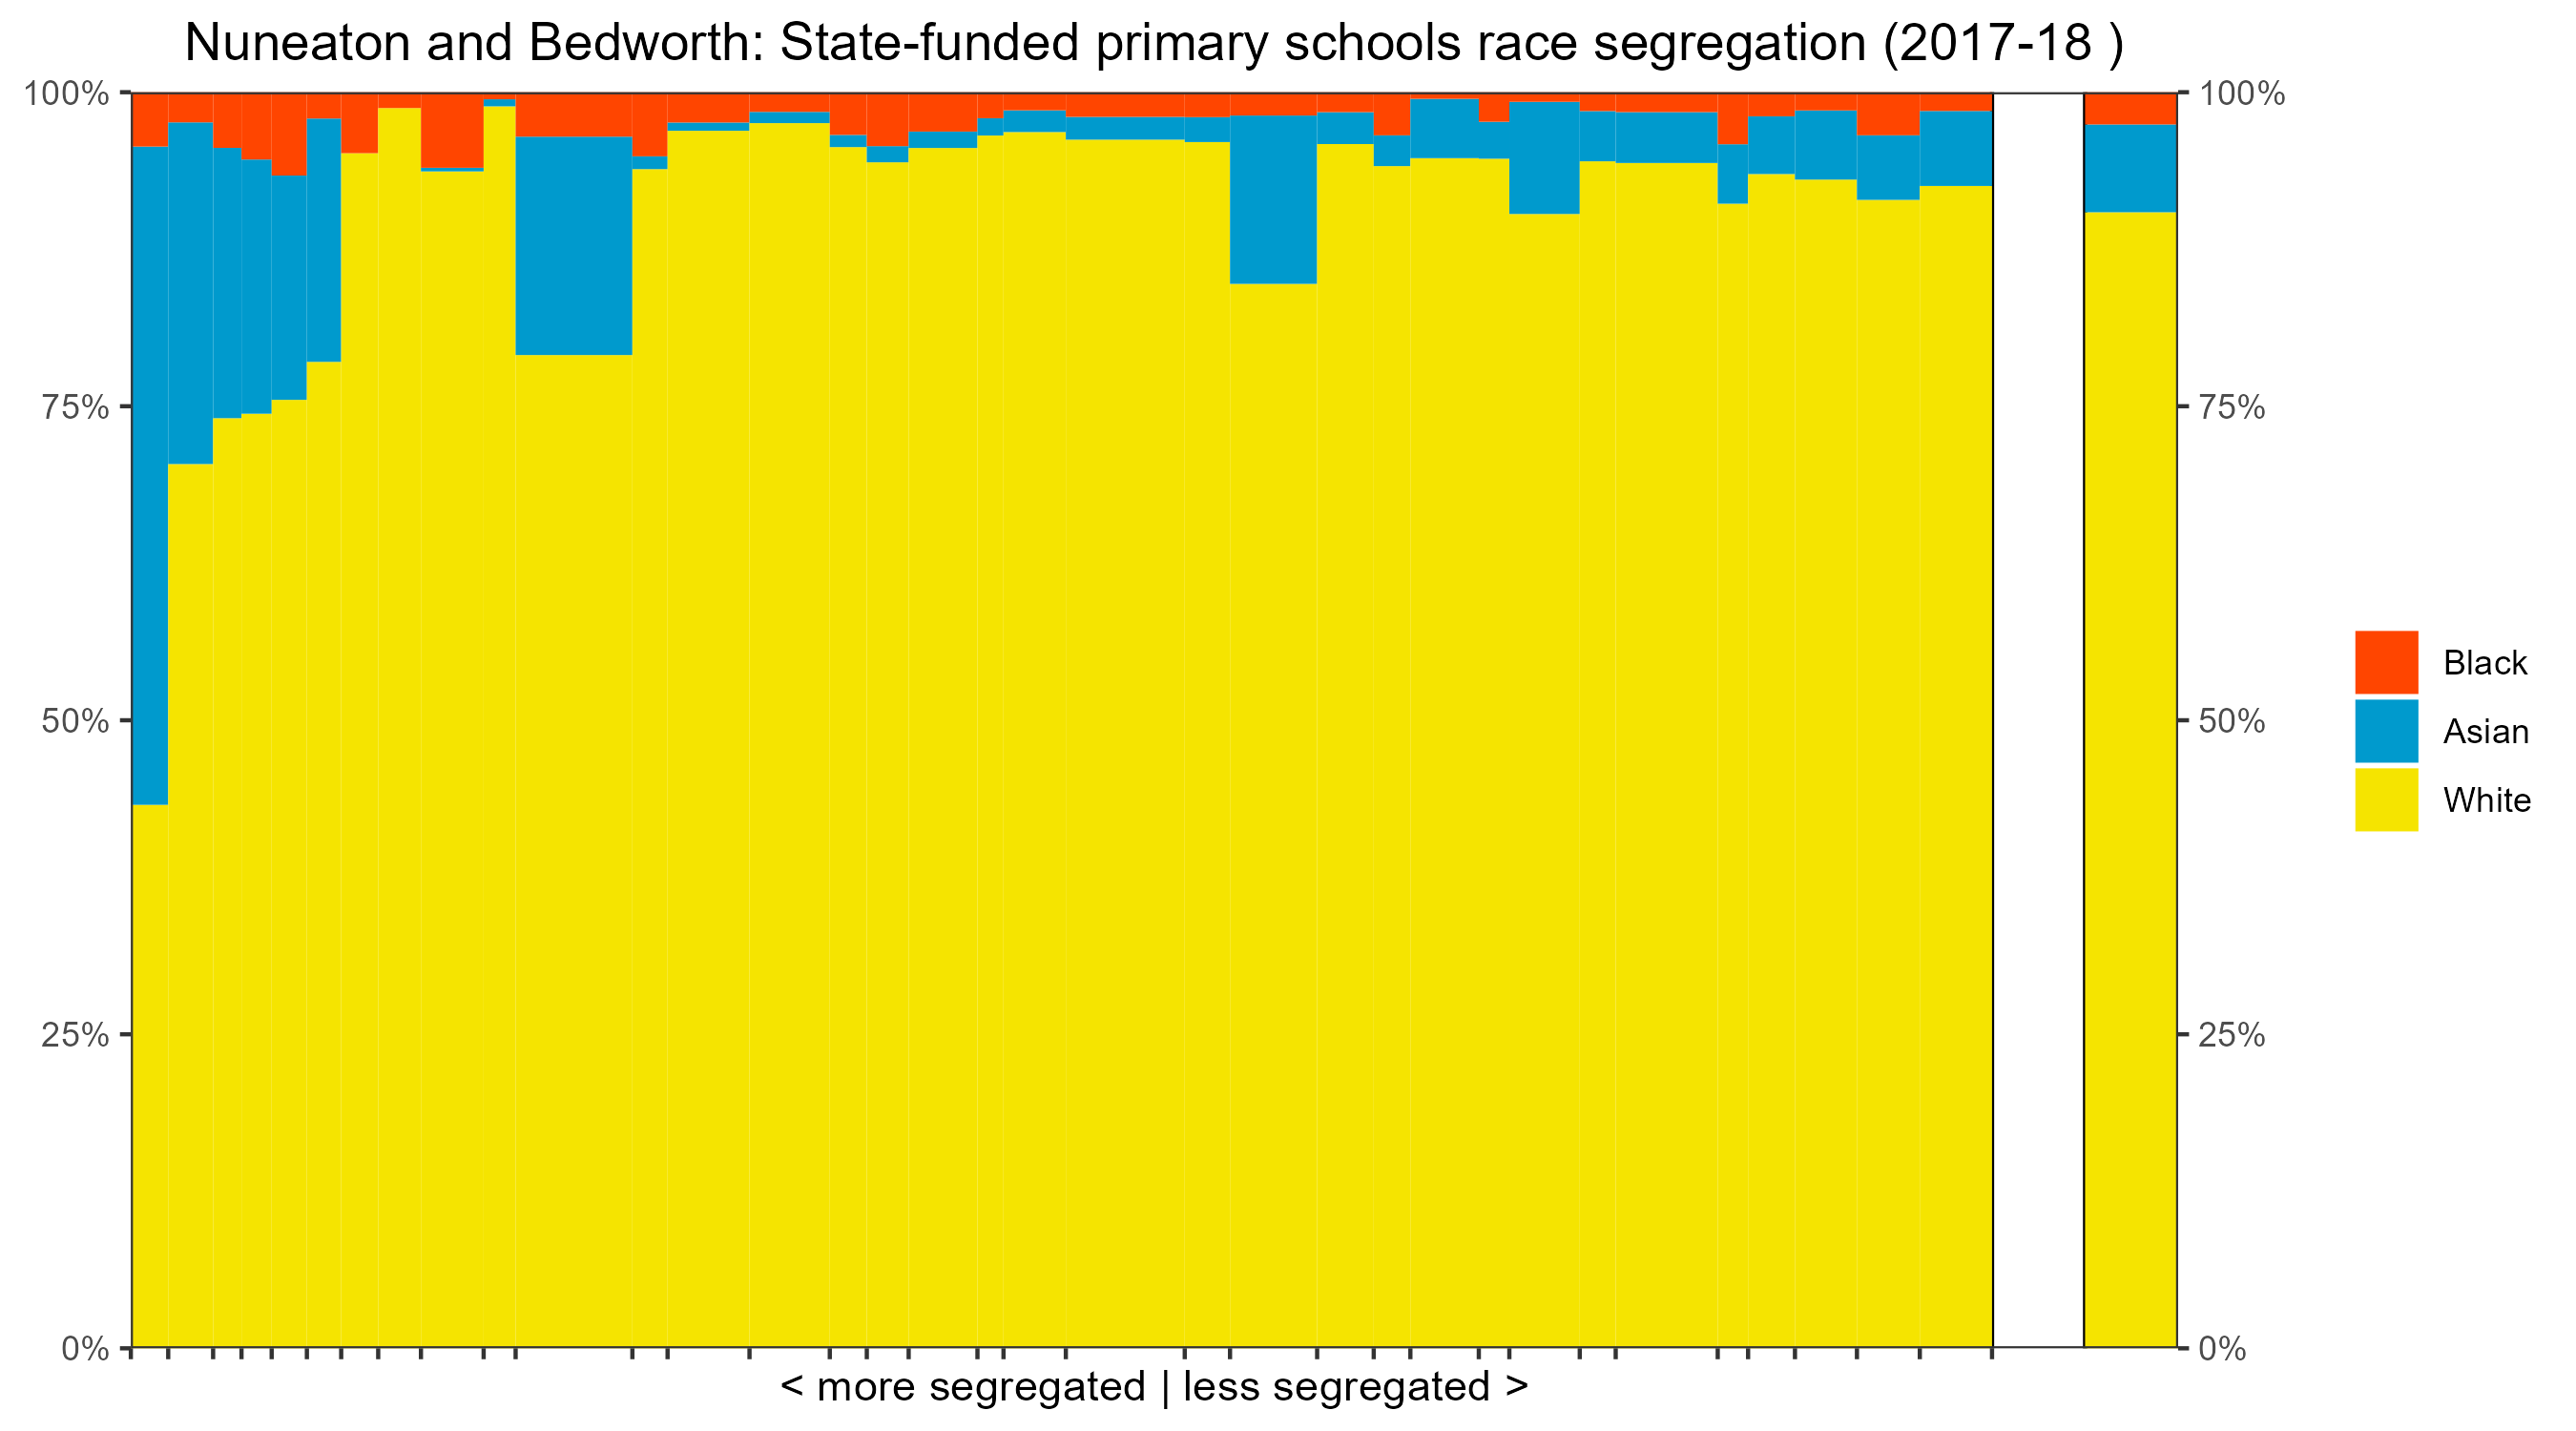 Nuneaton and Bedworth: State-funded primary schools race segregation (2017-18 )
100%
75%
50%
25%
0%
100%
75%
50%
25%
0%
Black
Asian
White
< more segregated | less segregated >